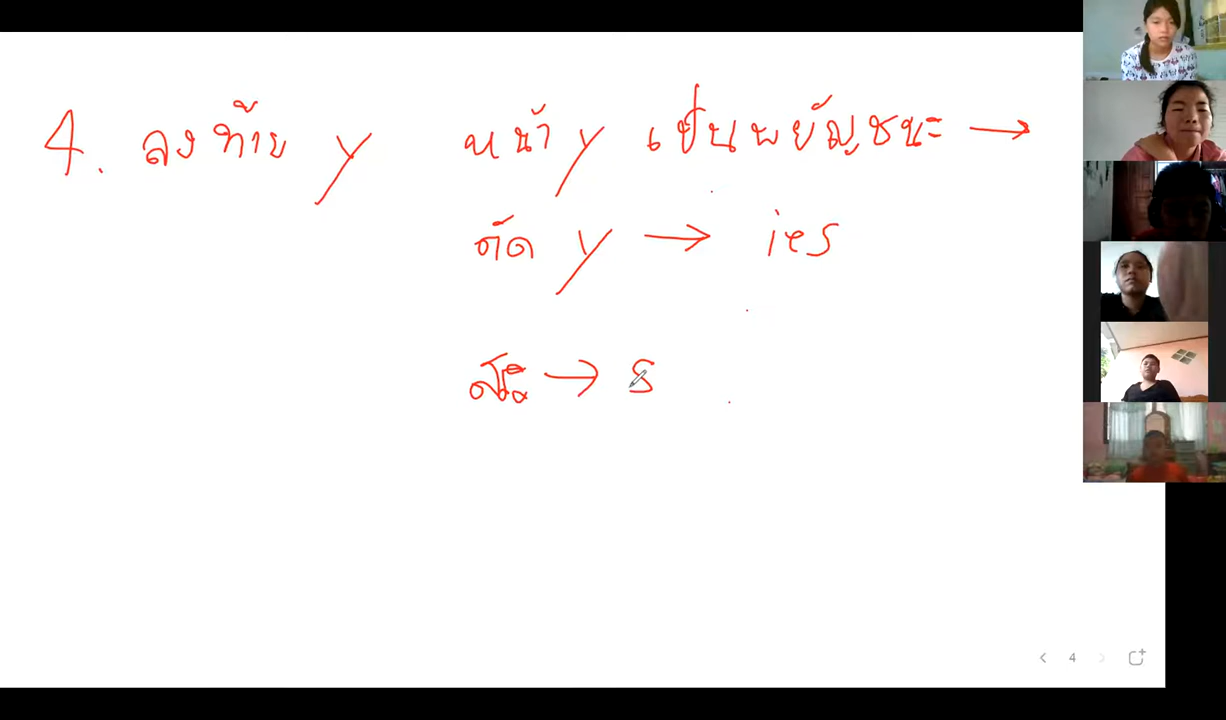 4. ลงท้าย y หน้า y เป็นพยัญชนะ →
ตัด y → ies
สระ → s
4